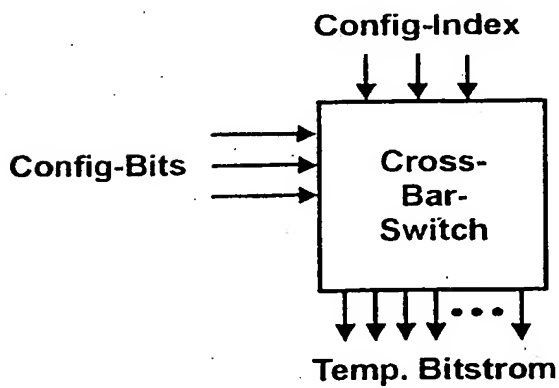 Config-Index
Config-Bits
Cross-
Bar-
Switch
Temp. Bitstrom